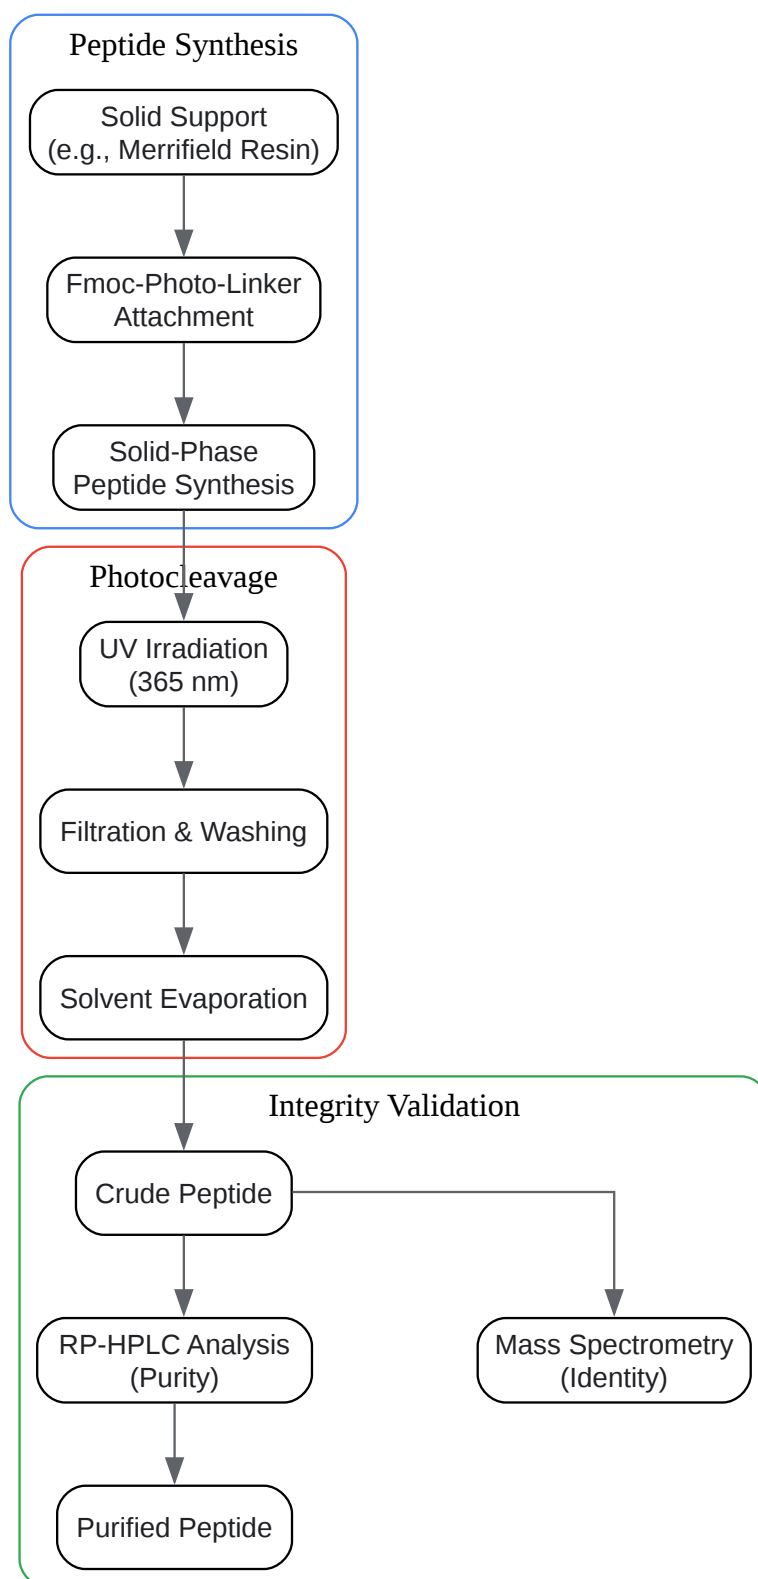 Peptide Synthesis
Solid Support
(e.g., Merrifield Resin)
Fmoc-Photo-Linker
Attachment
Solid-Phase
Peptide Synthesis
Photocleavage
UV Irradiation
(365 nm)
Filtration & Washing
Solvent Evaporation
Integrity Validation
Crude Peptide
RP-HPLC Analysis
(Purity)
Mass Spectrometry
(Identity)
Purified Peptide